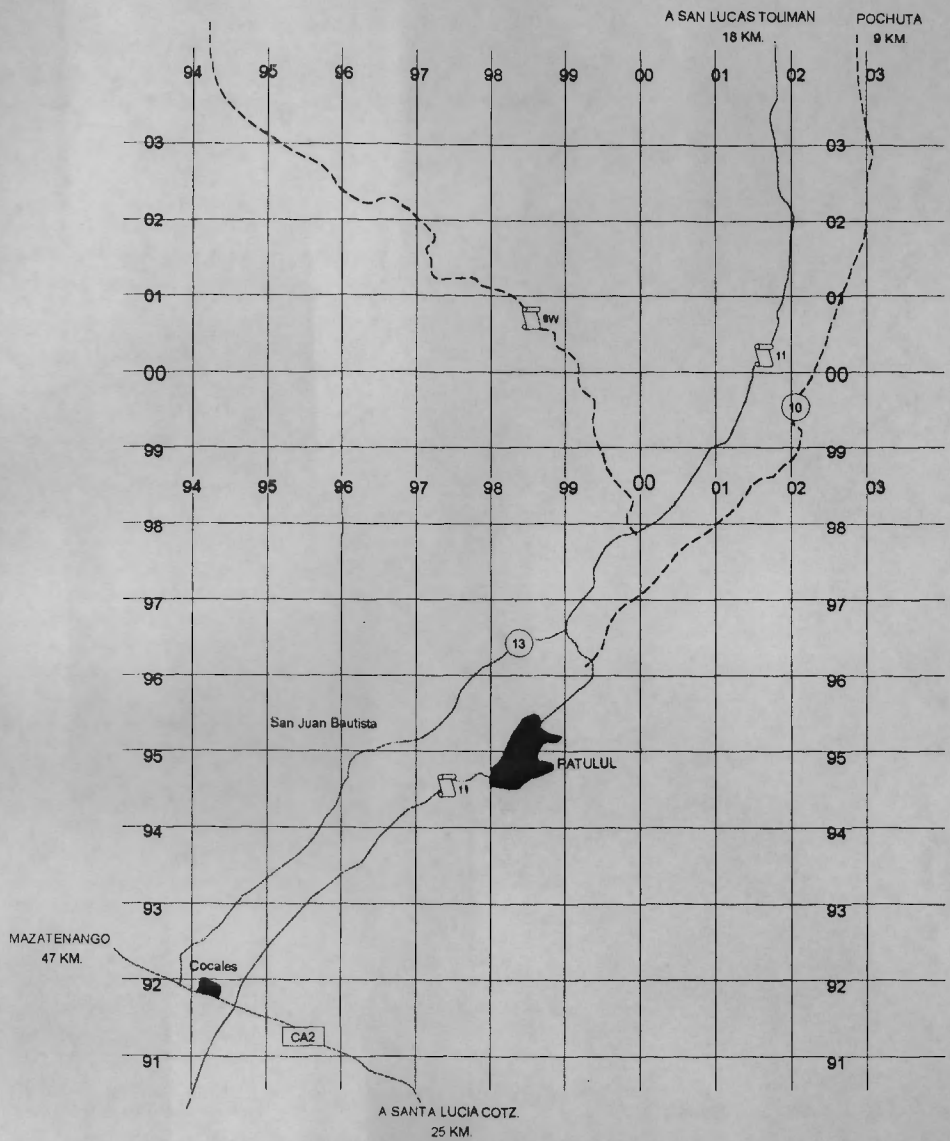 A SAN LUCAS TOLIMAN
18 KM.
POCHUTA
9 KM.
94 95 96 97 98 99 00 01 02 03
03 03
02 02
01 01
8W
11
00 00
10
99 99
94 95 96 97 98 99 00 01 02 03
98 98
97 97
13
96 96
San Juan Bautista
95 95
PATULUL
11
94 94
93 93
MAZATENANGO
47 KM.
Cocales
92 92
CA2
91 91
A SANTA LUCIA COTZ.
25 KM.